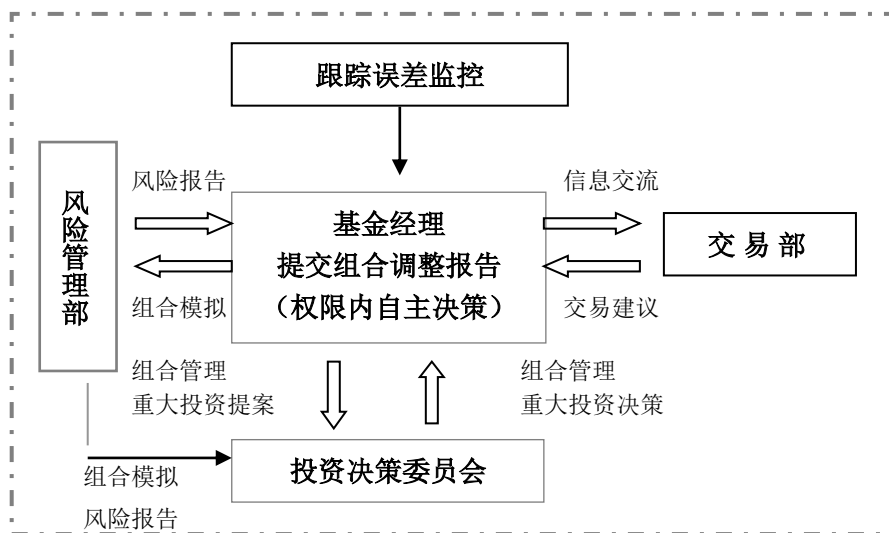 跟踪误差监控
风险管理部
风险报告
组合模拟
基金经理
提交组合调整报告
（权限内自主决策）
信息交流
交易建议
交 易 部
组合管理
重大投资提案
组合管理
重大投资决策
组合模拟
风险报告
投资决策委员会